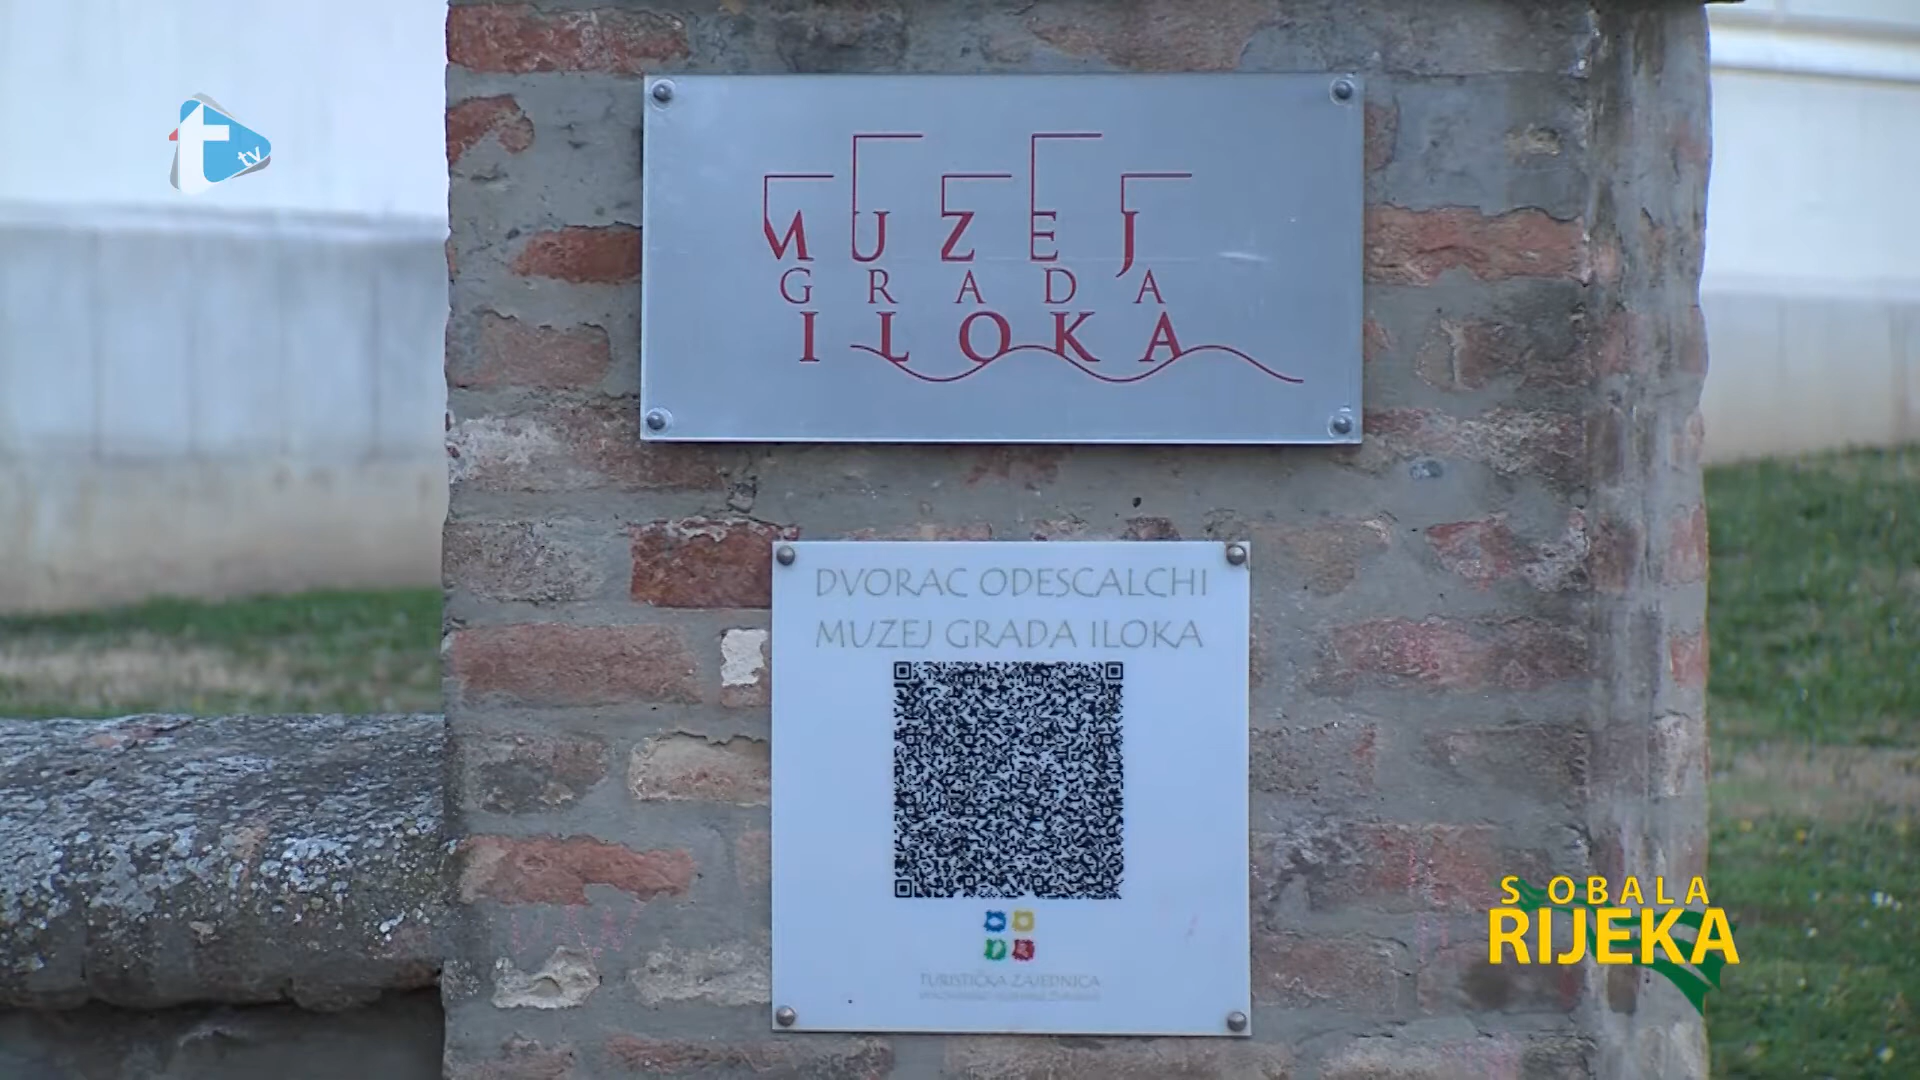 t tv
MUZEJ
GRADA
ILOKA
DVORAC ODESCALCHI
MUZEJ GRADA ILOKA
TURISTIČKA ZAJEDNICA
S OBALA
RIJEKA